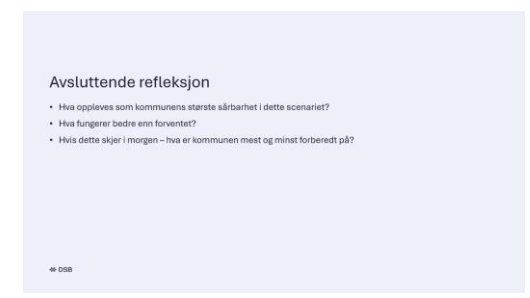 Avsluttende refleksjon
• Hva oppleves som kommunens største sårbarhet i dette scenariet?
• Hva fungerer bedre enn forventet?
• Hvis dette skjer i morgen – hva er kommunen mest og minst forberedt på?
DSB